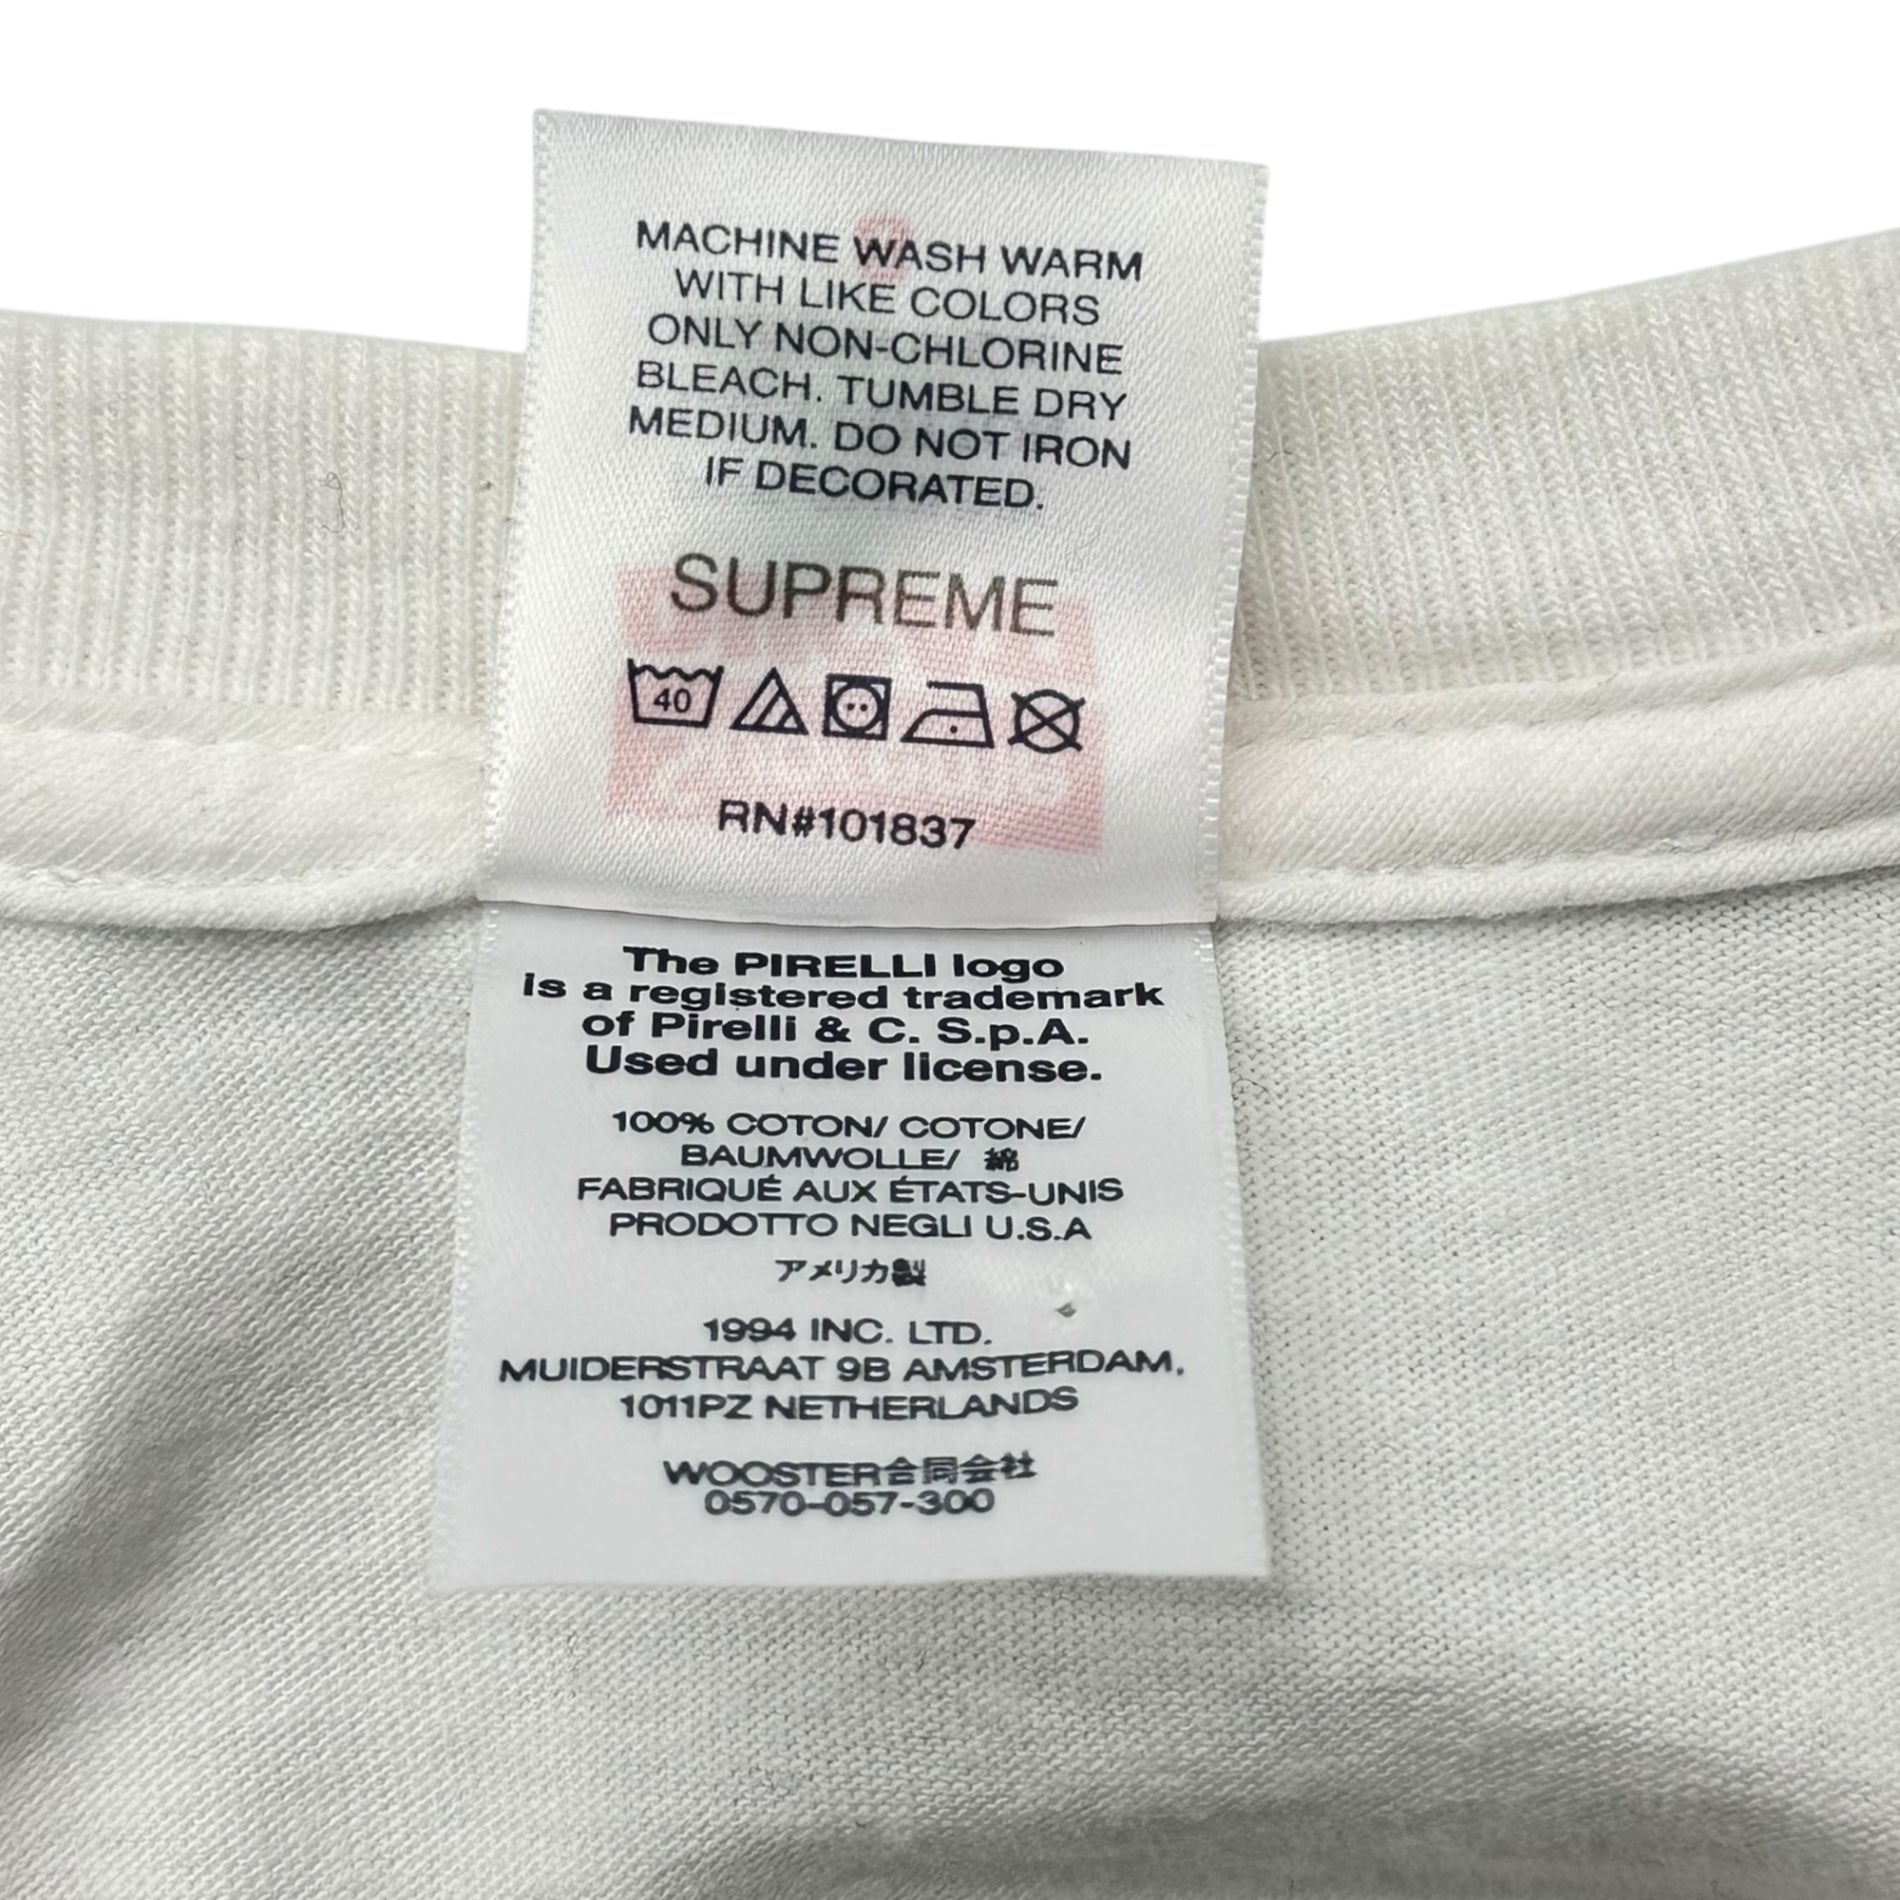 MACHINE WASH WARM
WITH LIKE COLORS
ONLY NON-CHLORINE
BLEACH. TUMBLE DRY
MEDIUM. DO NOT IRON
IF DECORATED.
SUPREME
40
RN#101837
The PIRELLI logo
is a registered trademark
of Pirelli & C. S.p.A.
Used under license.
100% COTON/ COTONE/
BAUMWOLLE/ 綿
FABRIQUÉ AUX ÉTATS-UNIS
PRODOTTO NEGLI U.S.A
アメリカ製
1994 INC. LTD.
MUIDERSTRAAT 9B AMSTERDAM,
1011PZ NETHERLANDS
WOOSTER合同会社
0570-057-300